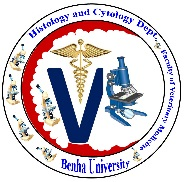 Histology and Cytology Dept.,
Faculty of Veterinary Medicine
V
Benha University